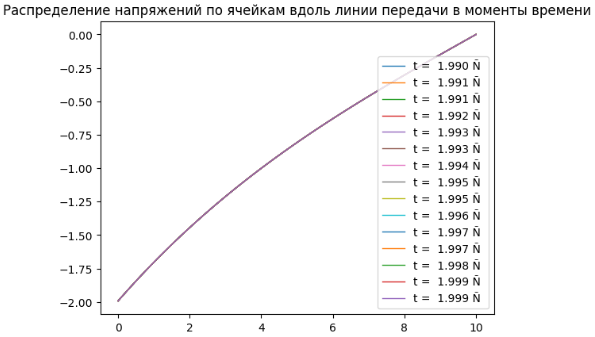 Распределение напряжений по ячейкам вдоль линии передачи в моменты времени
0.00
−0.25
−0.50
−0.75
−1.00
−1.25
−1.50
−1.75
−2.00
0 2 4 6 8 10
t = 1.990 Ñ
t = 1.991 Ñ
t = 1.991 Ñ
t = 1.992 Ñ
t = 1.993 Ñ
t = 1.993 Ñ
t = 1.994 Ñ
t = 1.995 Ñ
t = 1.995 Ñ
t = 1.996 Ñ
t = 1.997 Ñ
t = 1.997 Ñ
t = 1.998 Ñ
t = 1.999 Ñ
t = 1.999 Ñ